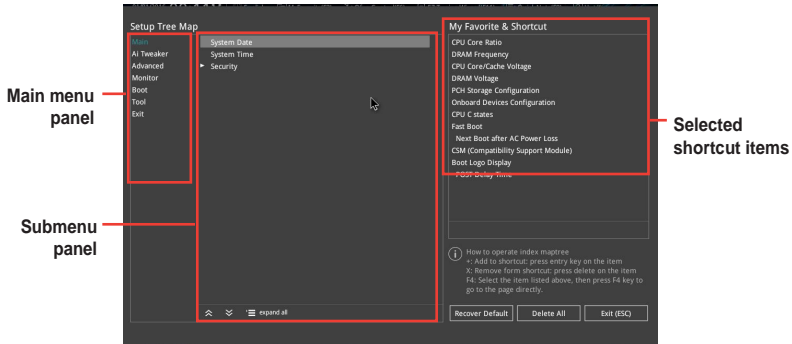 Setup Tree Map
My Favorite & Shortcut
Main
Ai Tweaker
Advanced
Monitor
Boot
Tool
Exit
System Date
System Time
Security
CPU Core Ratio
DRAM Frequency
CPU Core/Cache Voltage
DRAM Voltage
PCH Storage Configuration
Onboard Devices Configuration
CPU C states
Fast Boot
Next Boot after AC Power Loss
CSM (Compatibility Support Module)
Boot Logo Display
POST Delay Time
Main menu
panel
Selected
shortcut items
Submenu
panel
How to operate index maptree
+: Add to shortcut: press entry key on the item
X: Remove form shortcut: press delete on the item
F4: Select the item listed above, then press F4 key to
go to the page directly.
expand all
Recover Default
Delete All
Exit (ESC)